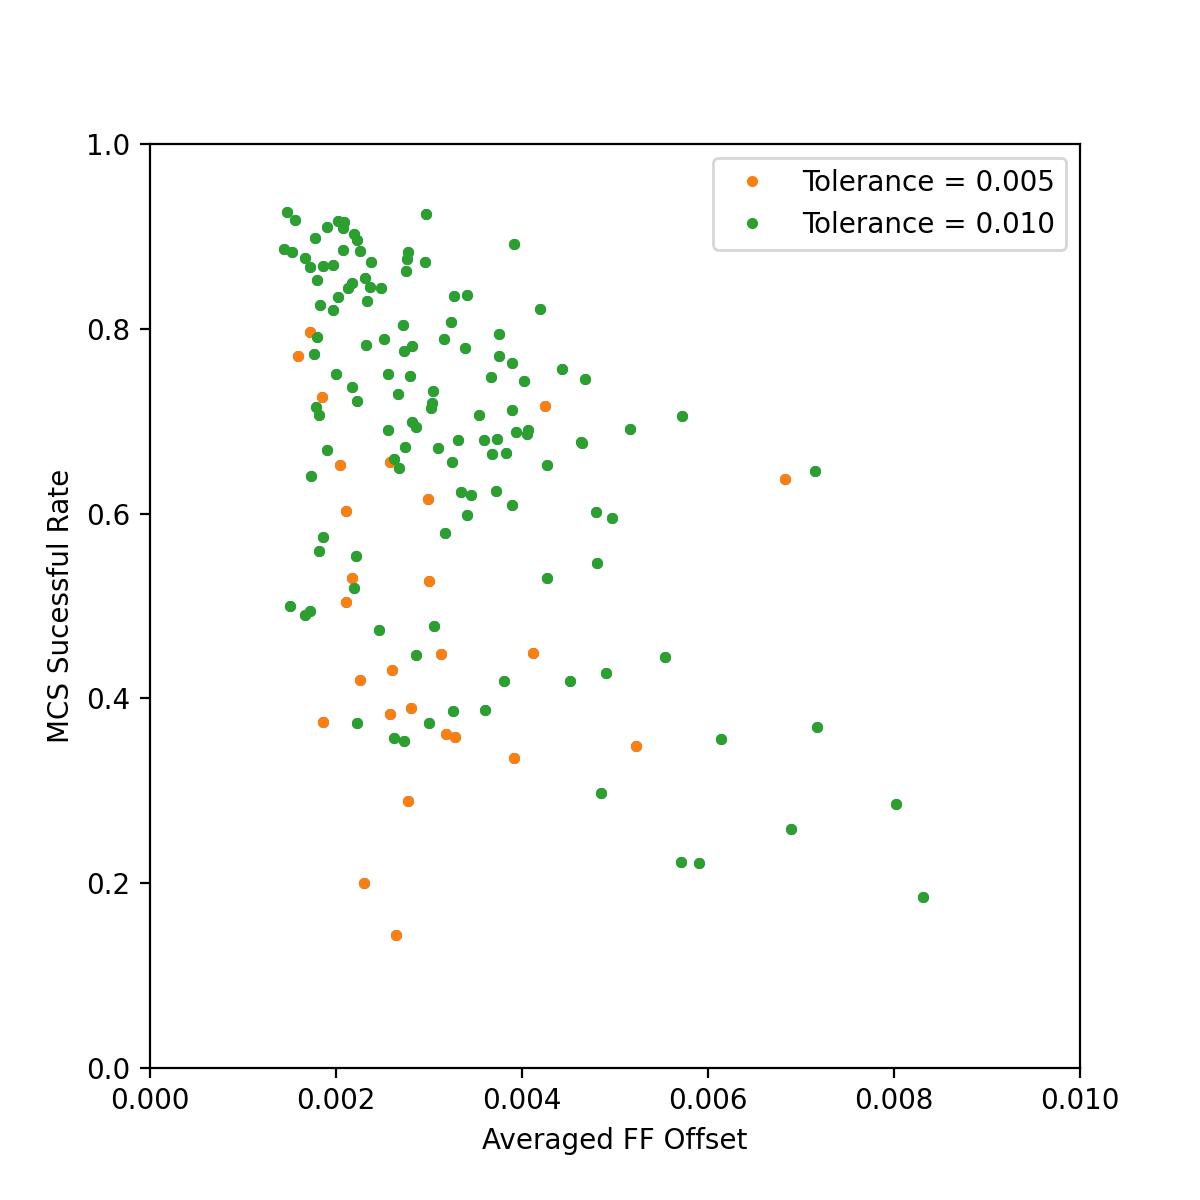 Tolerance = 0.005
Tolerance = 0.010
MCS Sucessful Rate
1.0
0.8
0.6
0.4
0.2
0.0
0.000 0.002 0.004 0.006 0.008 0.010
Averaged FF Offset